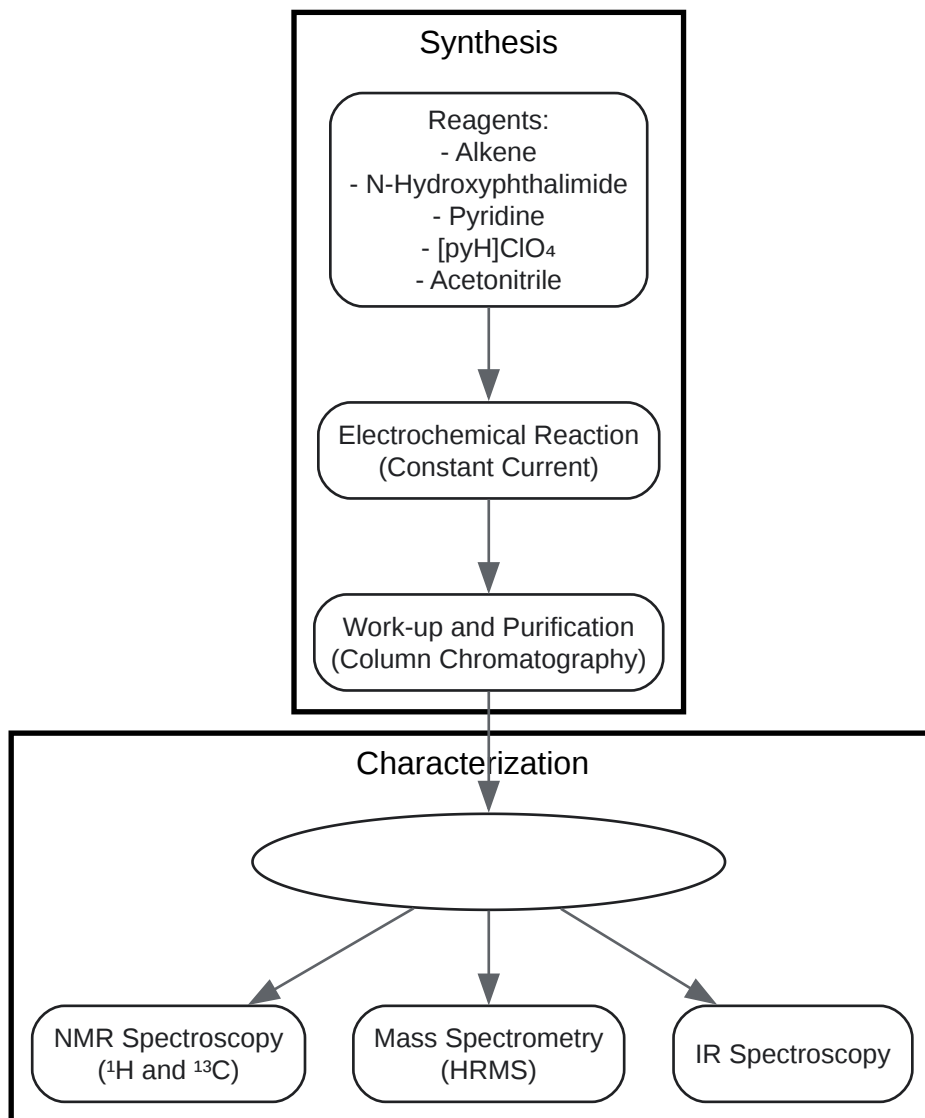 Synthesis
Reagents:
- Alkene
- N-Hydroxyphthalimide
- Pyridine
- [pyH]ClO₄
- Acetonitrile
Electrochemical Reaction
(Constant Current)
Work-up and Purification
(Column Chromatography)
Characterization
NMR Spectroscopy
(¹H and ¹³C)
Mass Spectrometry
(HRMS)
IR Spectroscopy